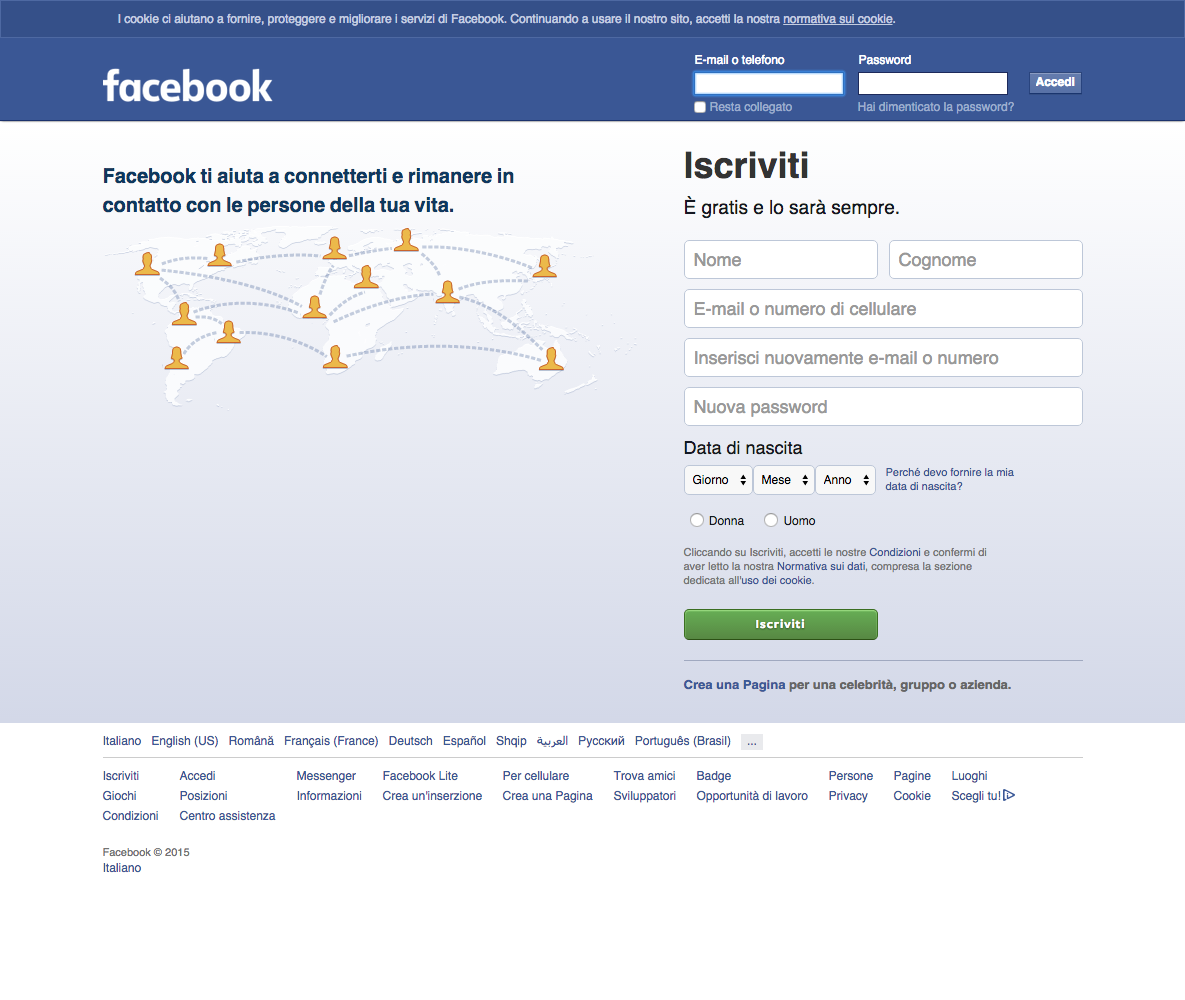 I cookie ci aiutano a fornire, proteggere e migliorare i servizi di Facebook. Continuando a usare il nostro sito, accetti la nostra normativa sui cookie.
facebook
E-mail o telefono Password
Accedi
Resta collegato Hai dimenticato la password?
Facebook ti aiuta a connetterti e rimanere in
contatto con le persone della tua vita.
Iscriviti
È gratis e lo sarà sempre.
Nome Cognome
E-mail o numero di cellulare
Inserisci nuovamente e-mail o numero
Nuova password
Data di nascita
Giorno Mese Anno
Perché devo fornire la mia
data di nascita?
Donna Uomo
Cliccando su Iscriviti, accetti le nostre Condizioni e confermi di
aver letto la nostra Normativa sui dati, compresa la sezione
dedicata all'uso dei cookie.
Iscriviti
Crea una Pagina per una celebrità, gruppo o azienda.
Italiano English (US) Română Français (France) Deutsch Español Shqip العربية Русский Português (Brasil) ...
Iscriviti Accedi Messenger Facebook Lite Per cellulare Trova amici Badge Persone Pagine Luoghi
Giochi Posizioni Informazioni Crea un'inserzione Crea una Pagina Sviluppatori Opportunità di lavoro Privacy Cookie Scegli tu!
Condizioni Centro assistenza
Facebook © 2015
Italiano